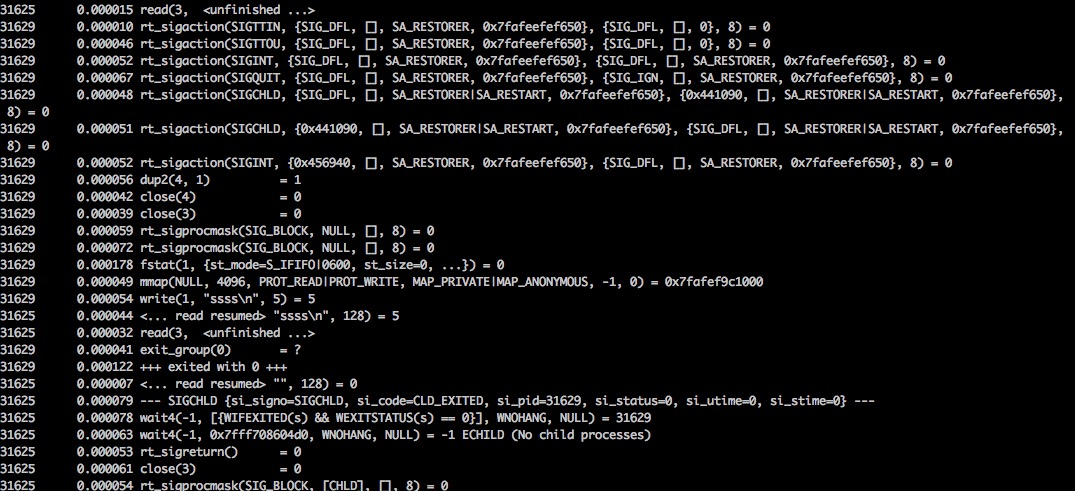 31625      0.000015 read(3,  <unfinished ...>
31629      0.000010 rt_sigaction(SIGTTIN, {SIG_DFL, [], SA_RESTORER, 0x7fafeefef650}, {SIG_DFL, [], 0}, 8) = 0
31629      0.000046 rt_sigaction(SIGTTOU, {SIG_DFL, [], SA_RESTORER, 0x7fafeefef650}, {SIG_DFL, [], 0}, 8) = 0
31629      0.000052 rt_sigaction(SIGINT, {SIG_DFL, [], SA_RESTORER, 0x7fafeefef650}, {SIG_DFL, [], SA_RESTORER, 0x7fafeefef650}, 8) = 0
31629      0.000067 rt_sigaction(SIGQUIT, {SIG_DFL, [], SA_RESTORER, 0x7fafeefef650}, {SIG_IGN, [], SA_RESTORER, 0x7fafeefef650}, 8) = 0
31629      0.000048 rt_sigaction(SIGCHLD, {SIG_DFL, [], SA_RESTORER|SA_RESTART, 0x7fafeefef650}, {0x441090, [], SA_RESTORER|SA_RESTART, 0x7fafeefef650},
8) = 0
31629      0.000051 rt_sigaction(SIGCHLD, {0x441090, [], SA_RESTORER|SA_RESTART, 0x7fafeefef650}, {SIG_DFL, [], SA_RESTORER|SA_RESTART, 0x7fafeefef650},
8) = 0
31629      0.000052 rt_sigaction(SIGINT, {0x456940, [], SA_RESTORER, 0x7fafeefef650}, {SIG_DFL, [], SA_RESTORER, 0x7fafeefef650}, 8) = 0
31629      0.000056 dup2(4, 1)          = 1
31629      0.000042 close(4)            = 0
31629      0.000039 close(3)            = 0
31629      0.000059 rt_sigprocmask(SIG_BLOCK, NULL, [], 8) = 0
31629      0.000072 rt_sigprocmask(SIG_BLOCK, NULL, [], 8) = 0
31629      0.000178 fstat(1, {st_mode=S_IFIFO|0600, st_size=0, ...}) = 0
31629      0.000049 mmap(NULL, 4096, PROT_READ|PROT_WRITE, MAP_PRIVATE|MAP_ANONYMOUS, -1, 0) = 0x7fafef9c1000
31629      0.000054 write(1, "ssss\n", 5) = 5
31625      0.000044 <... read resumed> "ssss\n", 128) = 5
31625      0.000032 read(3,  <unfinished ...>
31629      0.000041 exit_group(0)       = ?
31629      0.000122 +++ exited with 0 +++
31625      0.000007 <... read resumed> "", 128) = 0
31625      0.000079 --- SIGCHLD {si_signo=SIGCHLD, si_code=CLD_EXITED, si_pid=31629, si_status=0, si_utime=0, si_stime=0} ---
31625      0.000078 wait4(-1, [{WIFEXITED(s) && WEXITSTATUS(s) == 0}], WNOHANG, NULL) = 31629
31625      0.000063 wait4(-1, 0x7fff708604d0, WNOHANG, NULL) = -1 ECHILD (No child processes)
31625      0.000053 rt_sigreturn()      = 0
31625      0.000061 close(3)            = 0
31625      0.000054 rt_sigprocmask(SIG_BLOCK, [CHLD], [], 8) = 0